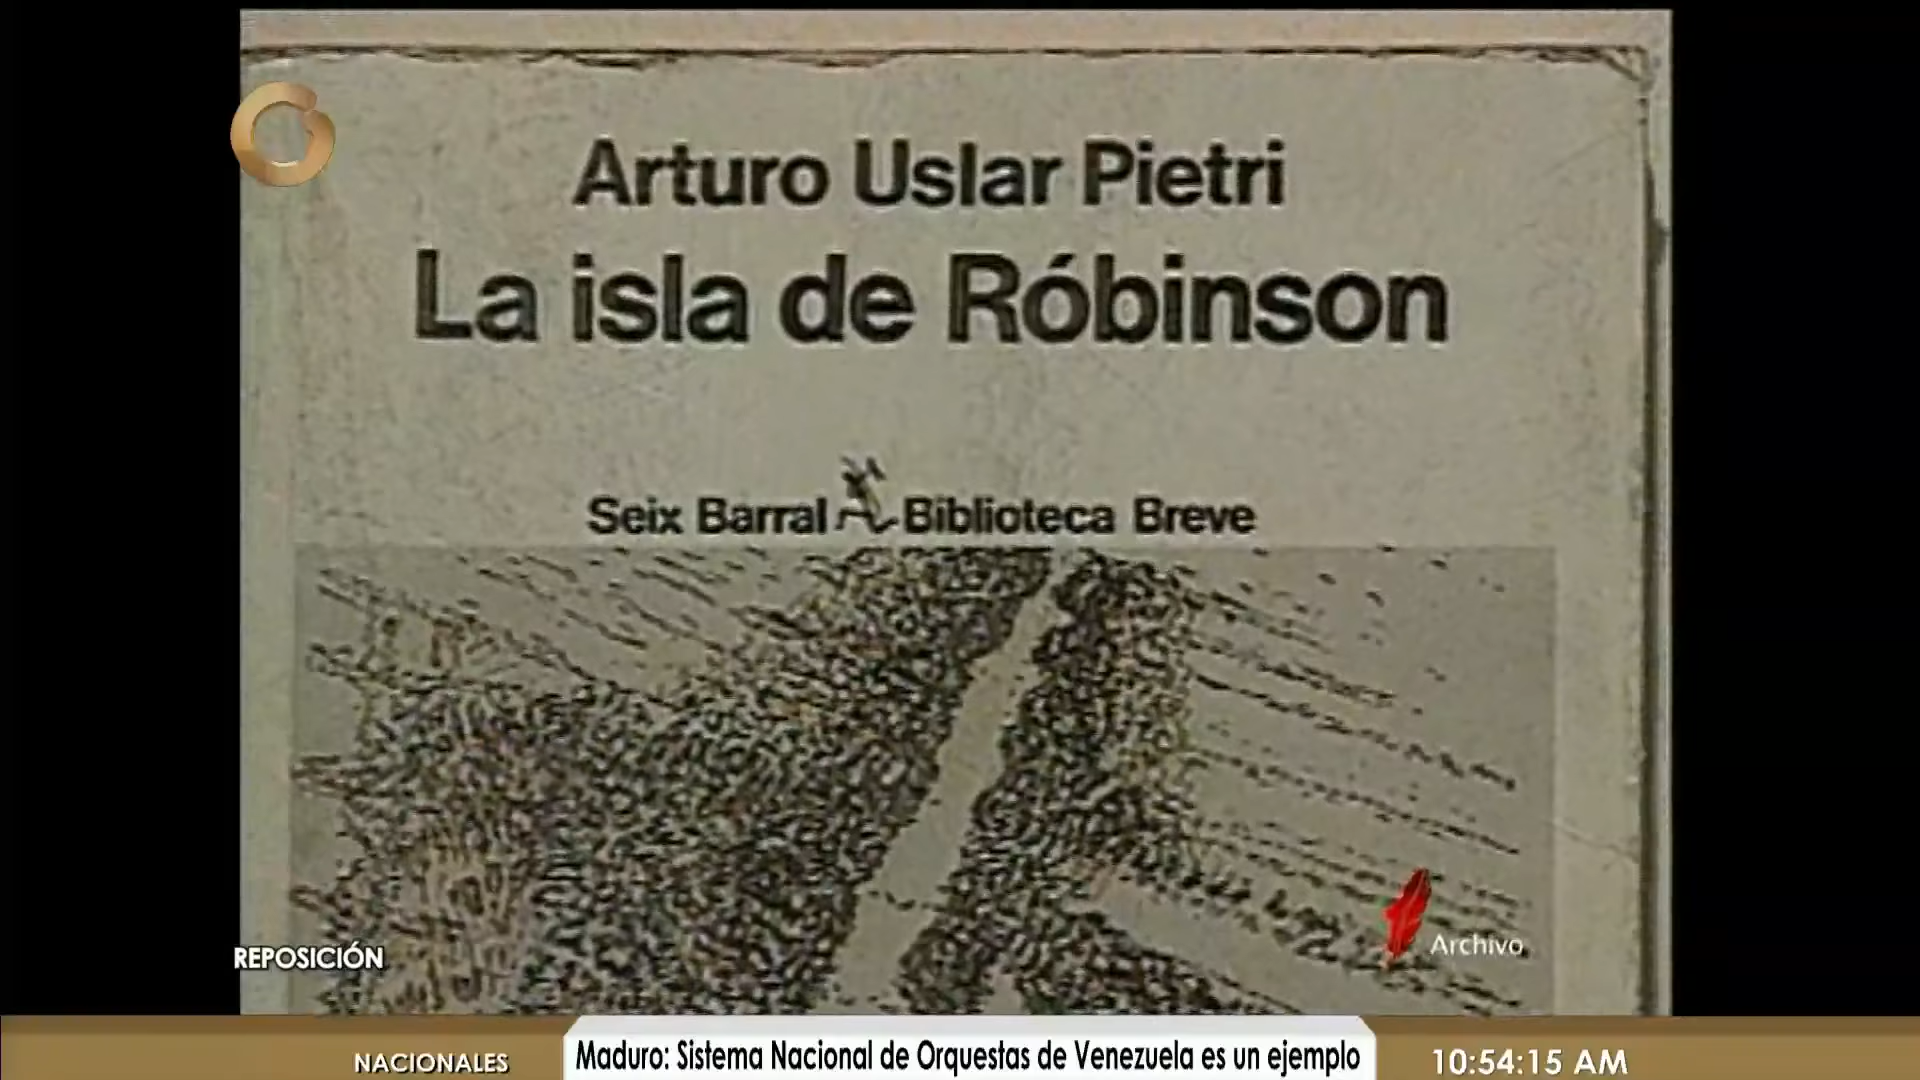 Arturo Uslar Pietri
La isla de Róbinson
Seix Barral Biblioteca Breve
Archivo
REPOSICIÓN
NACIONALES
Maduro: Sistema Nacional de Orquestas de Venezuela es un ejemplo
10:54:15 AM